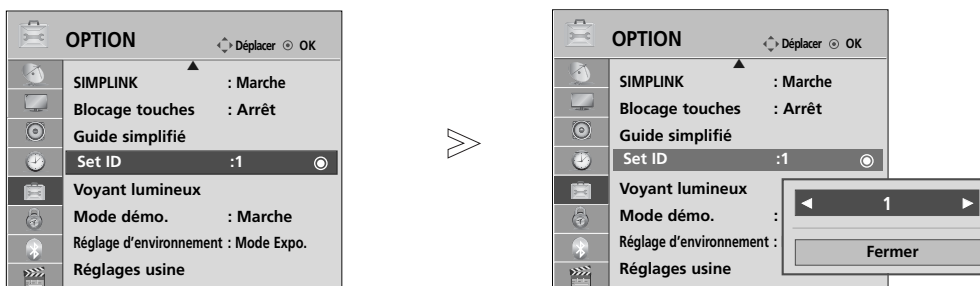 OPTION
Déplacer OK
SIMPLINK : Marche
Blocage touches : Arrêt
Guide simplifié
Set ID :1
Voyant lumineux
Mode démo. : Marche
Réglage d'environnement : Mode Expo.
Réglages usine
OPTION
Déplacer OK
SIMPLINK : Marche
Blocage touches : Arrêt
Guide simplifié
Set ID :1
Voyant lumineux
Mode démo. :
Réglage d'environnement :
Réglages usine
1
Fermer